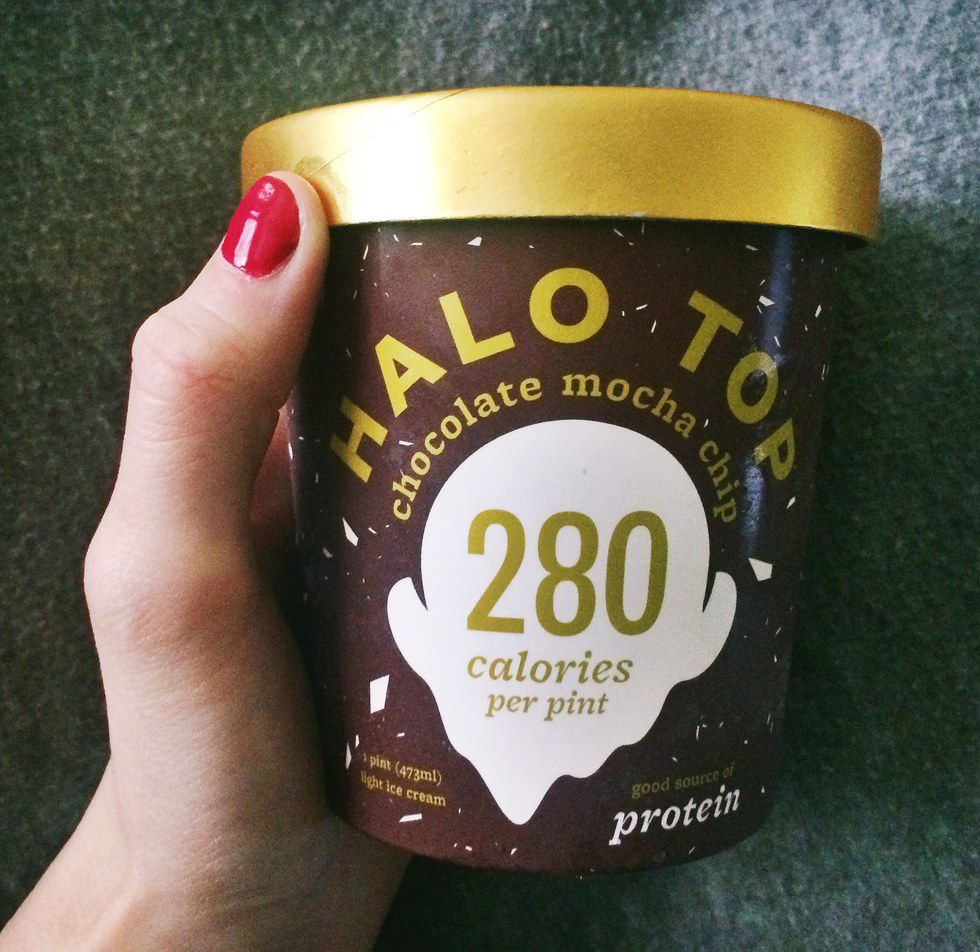 HALO TOP
chocolate mocha chip
280
calories
per pint
1 pint (473ml)
light ice cream
good source of
protein